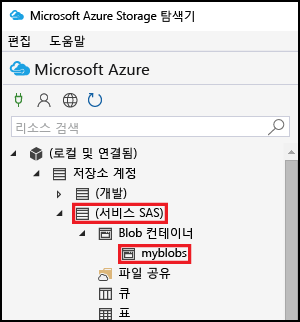 Microsoft Azure Storage 탐색기
편집 도움말
Microsoft Azure
리소스 검색
(로컬 및 연결됨)
저장소 계정
(개발)
(서비스 SAS)
Blob 컨테이너
myblobs
파일 공유
큐
표